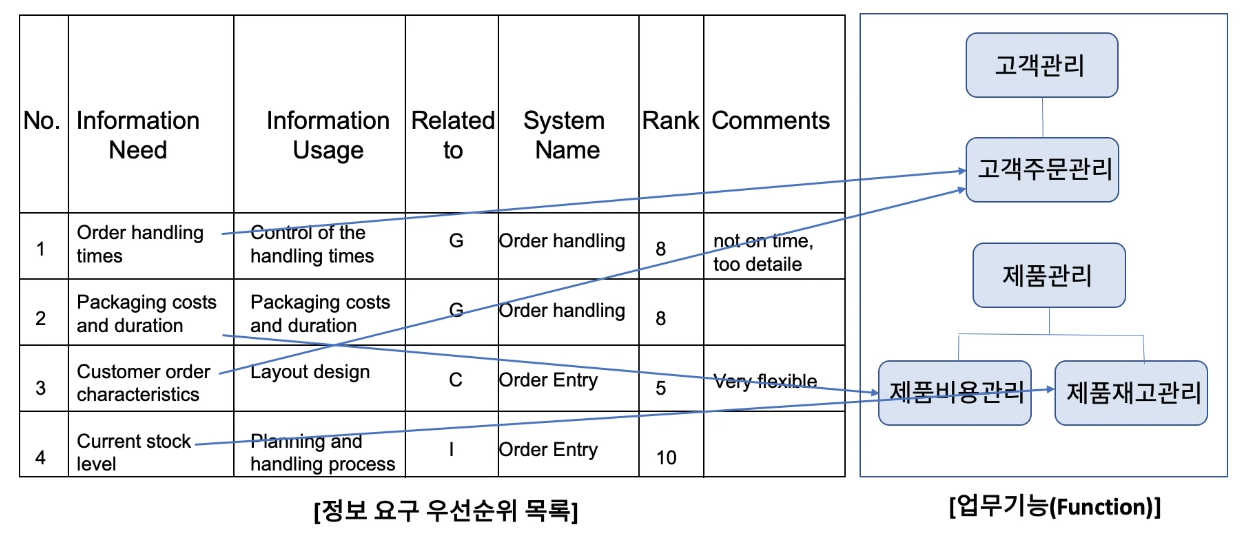 No.
Information
Need
Information
Usage
Related
to
System
Name
Rank
Comments
1
Order handling
times
Control of the
handling times
G
Order handling
8
not on time,
too detaile
2
Packaging costs
and duration
Packaging costs
and duration
G
Order handling
8
3
Customer order
characteristics
Layout design
C
Order Entry
5
Very flexible
4
Current stock
level
Planning and
handling process
I
Order Entry
10
[정보 요구 우선순위 목록]
고객관리
고객주문관리
제품관리
제품비용관리
제품재고관리
[업무기능(Function)]